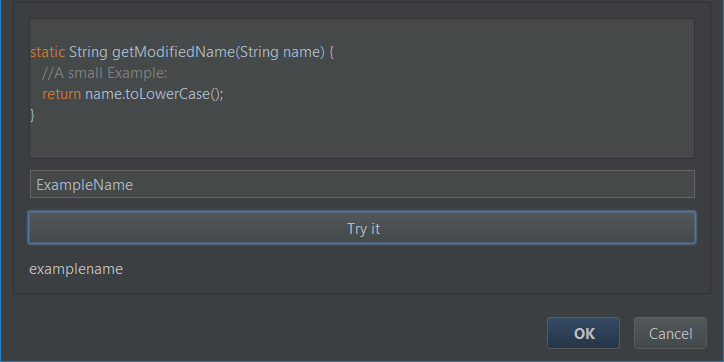 static String getModifiedName(String name) {
//A small Example:
return name.toLowerCase();
}
ExampleName
Try it
examplename
OK
Cancel